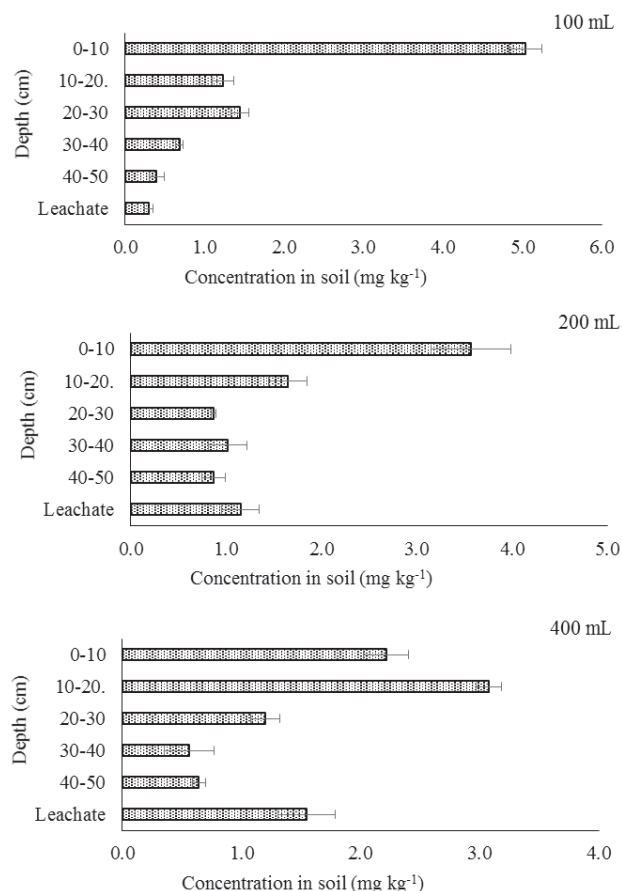 100 mL
Depth (cm)
0-10
10-20.
20-30
30-40
40-50
Leachate
0.0 1.0 2.0 3.0 4.0 5.0 6.0
Concentration in soil (mg kg⁻¹)
200 mL
Depth (cm)
0-10
10-20.
20-30
30-40
40-50
Leachate
0.0 1.0 2.0 3.0 4.0 5.0
Concentration in soil (mg kg⁻¹)
400 mL
Depth (cm)
0-10
10-20.
20-30
30-40
40-50
Leachate
0.0 1.0 2.0 3.0 4.0
Concentration in soil (mg kg⁻¹)